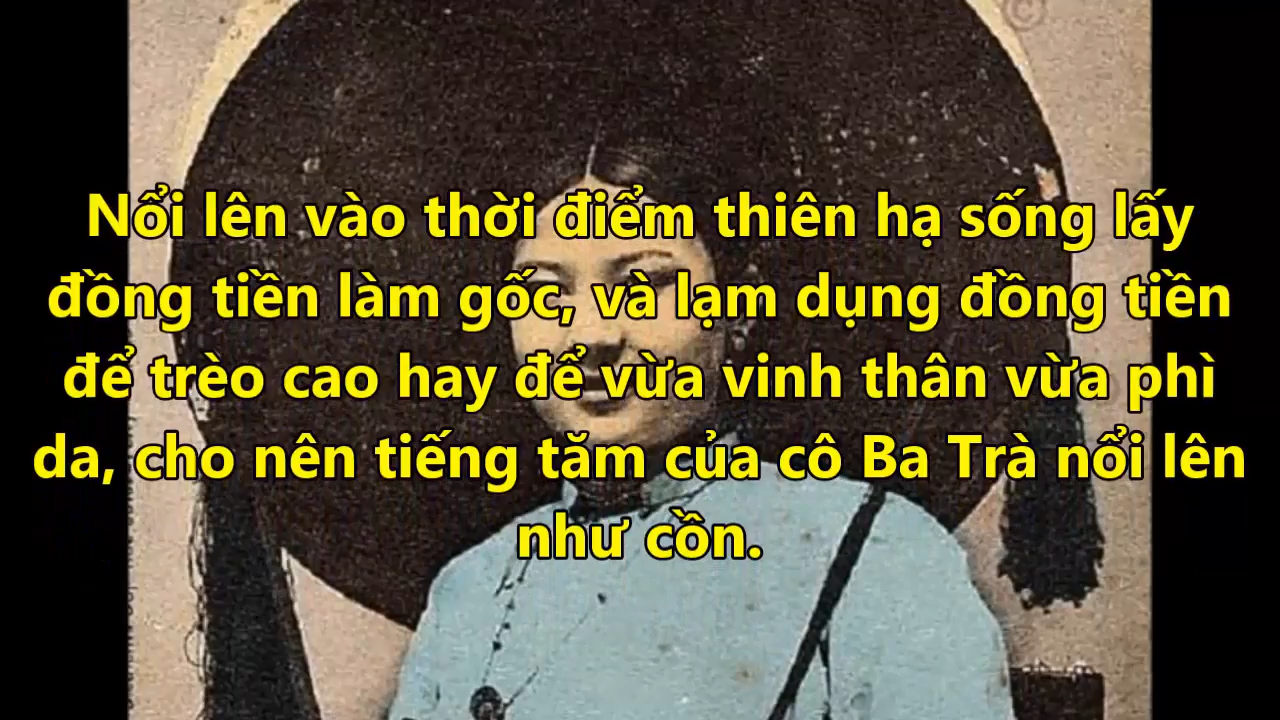 ©
Nổi lên vào thời điểm thiên hạ sống lấy
đồng tiền làm gốc, và lạm dụng đồng tiền
để trèo cao hay để vừa vinh thân vừa phì
da, cho nên tiếng tăm của cô Ba Trà nổi lên
như cồn.